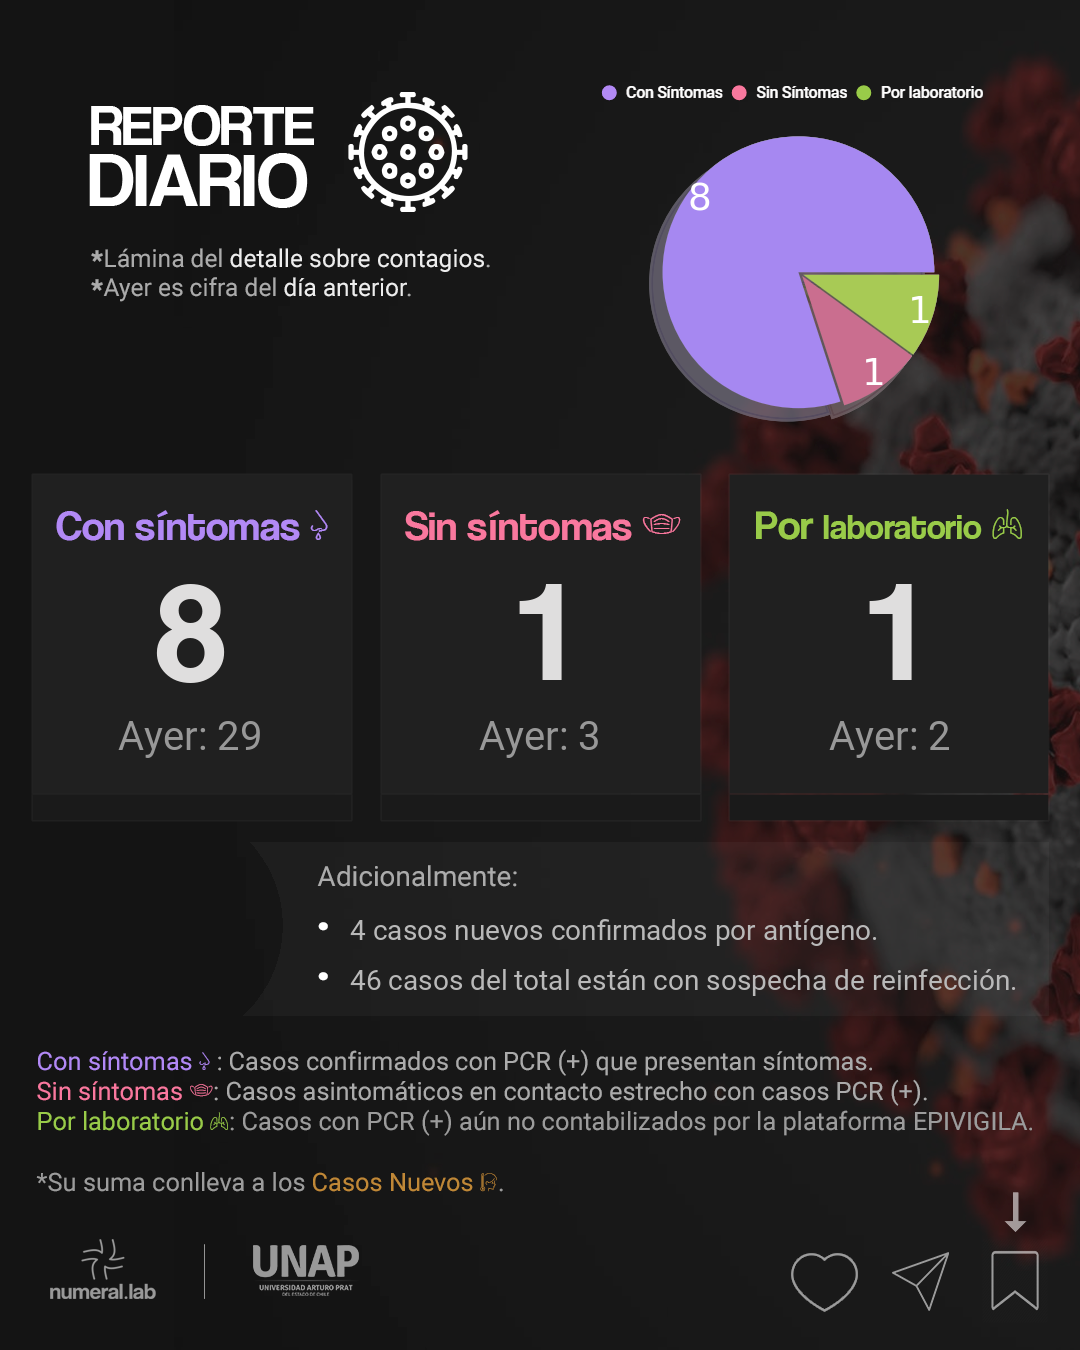 REPORTE
DIARIO
*Lámina del detalle sobre contagios.
*Ayer es cifra del día anterior.
Con Síntomas Sin Síntomas Por laboratorio
8
1
1
Con síntomas
8
Ayer: 29
Sin síntomas
1
Ayer: 3
Por laboratorio
1
Ayer: 2
Adicionalmente:
• 4 casos nuevos confirmados por antígeno.
• 46 casos del total están con sospecha de reinfección.
Con síntomas : Casos confirmados con PCR (+) que presentan síntomas.
Sin síntomas : Casos asintomáticos en contacto estrecho con casos PCR (+).
Por laboratorio : Casos con PCR (+) aún no contabilizados por la plataforma EPIVIGILA.
*Su suma conlleva a los Casos Nuevos .
numeral.lab
UNAP
UNIVERSIDAD ARTURO PRAT
DEL ESTADO DE CHILE